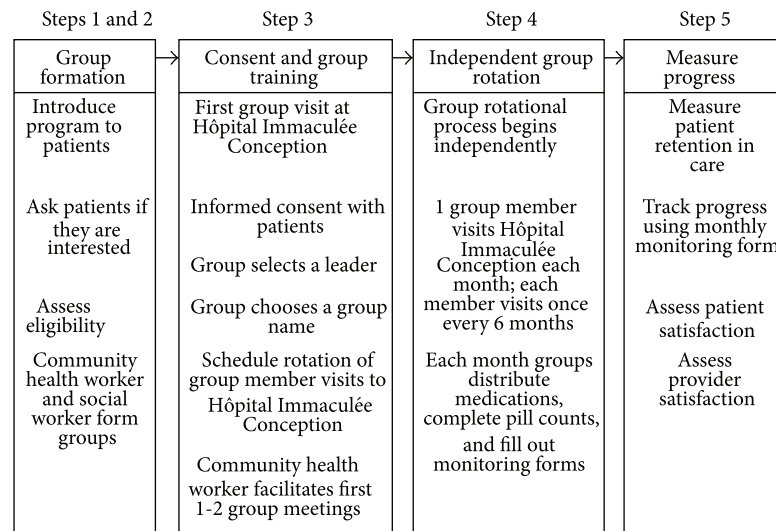 Steps 1 and 2
Group
formation
Introduce
program to
patients
Ask patients if
they are
interested
Assess
eligibility
Community
health worker
and social
worker form
groups
Step 3
Consent and group
training
First group visit at
Hôpital Immaculée
Conception
Informed consent with
patients
Group selects a leader
Group chooses a group
name
Schedule rotation of
group member visits to
Hôpital Immaculée
Conception
Community health
worker facilitates first
1-2 group meetings
Step 4
Independent group
rotation
Group rotational
process begins
independently
1 group member
visits Hôpital
Immaculée
Conception each
month; each
member visits once
every 6 months
Each month groups
distribute
medications,
complete pill counts,
and fill out
monitoring forms
Step 5
Measure
progress
Measure
patient
retention in
care
Track progress
using monthly
monitoring form
Assess patient
satisfaction
Assess
provider
satisfaction